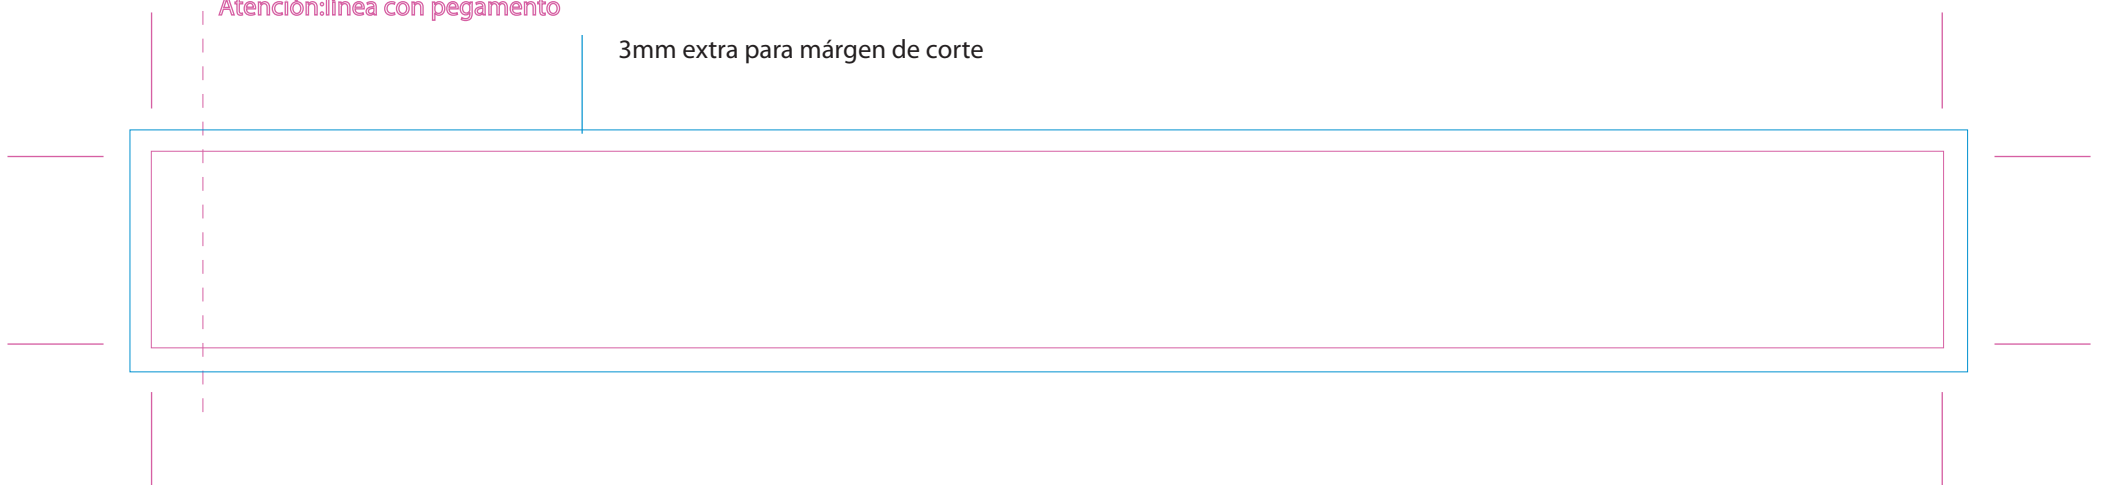 Atención:línea con pegamento
3mm extra para márgen de corte